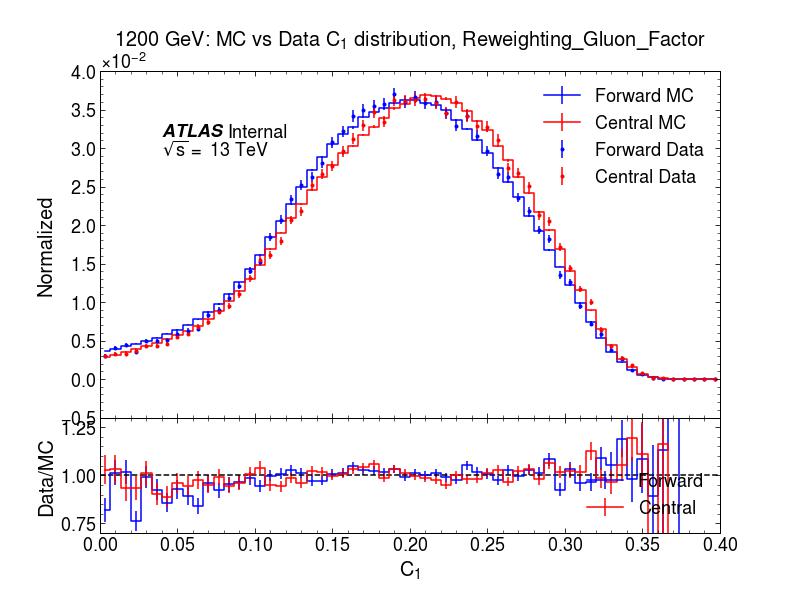 1200 GeV: MC vs Data C₁ distribution, Reweighting_Gluon_Factor
×10⁻²
4.0
3.5
3.0
2.5
2.0
1.5
1.0
0.5
0.0
Normalized
ATLAS Internal
√s = 13 TeV
Forward MC
Central MC
Forward Data
Central Data
1.25
1.00
0.75
Data/MC
Forward
Central
0.00 0.05 0.10 0.15 0.20 0.25 0.30 0.35 0.40
C₁